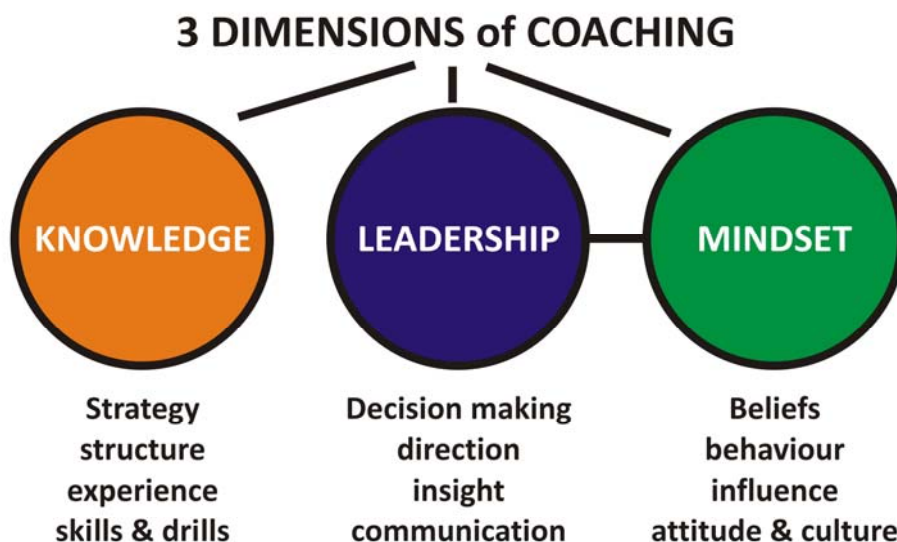 3 DIMENSIONS of COACHING
KNOWLEDGE
LEADERSHIP
MINDSET
Strategy
structure
experience
skills & drills
Decision making
direction
insight
communication
Beliefs
behaviour
influence
attitude & culture